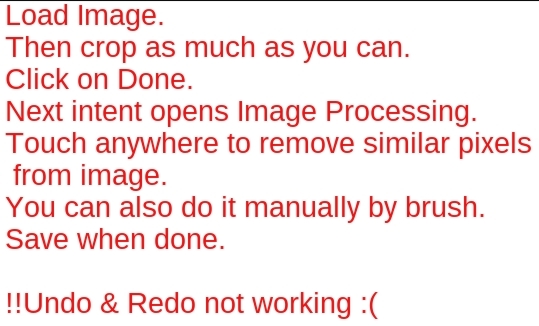 Load Image.
Then crop as much as you can.
Click on Done.
Next intent opens Image Processing.
Touch anywhere to remove similar pixels
from image.
You can also do it manually by brush.
Save when done.
!!Undo & Redo not working :(